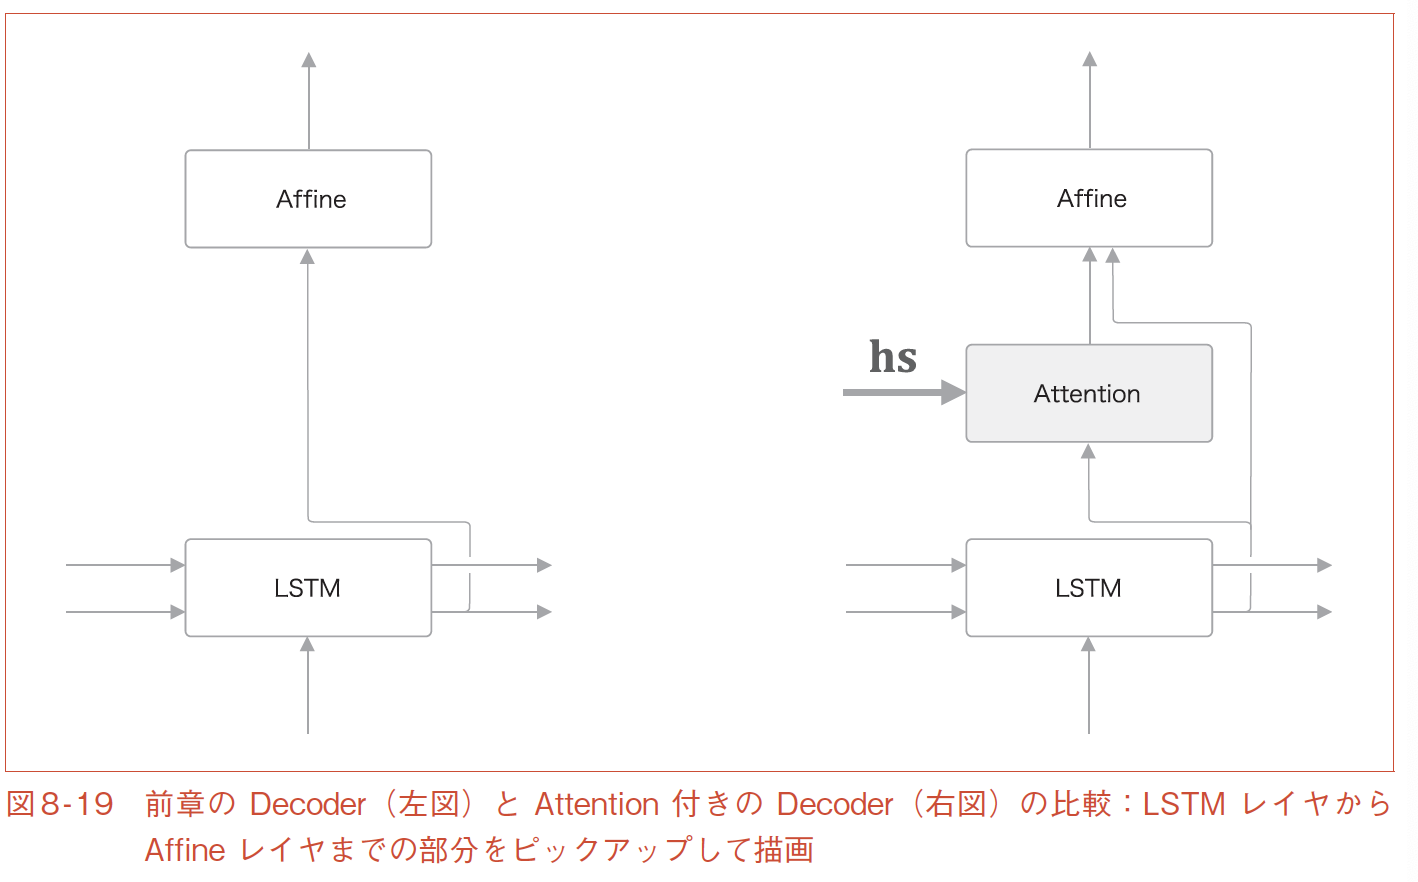 Affine
Affine
hs
Attention
LSTM
LSTM
図8-19 前章の Decoder（左図）と Attention 付きの Decoder（右図）の比較：LSTM レイヤから
Affine レイヤまでの部分をピックアップして描画